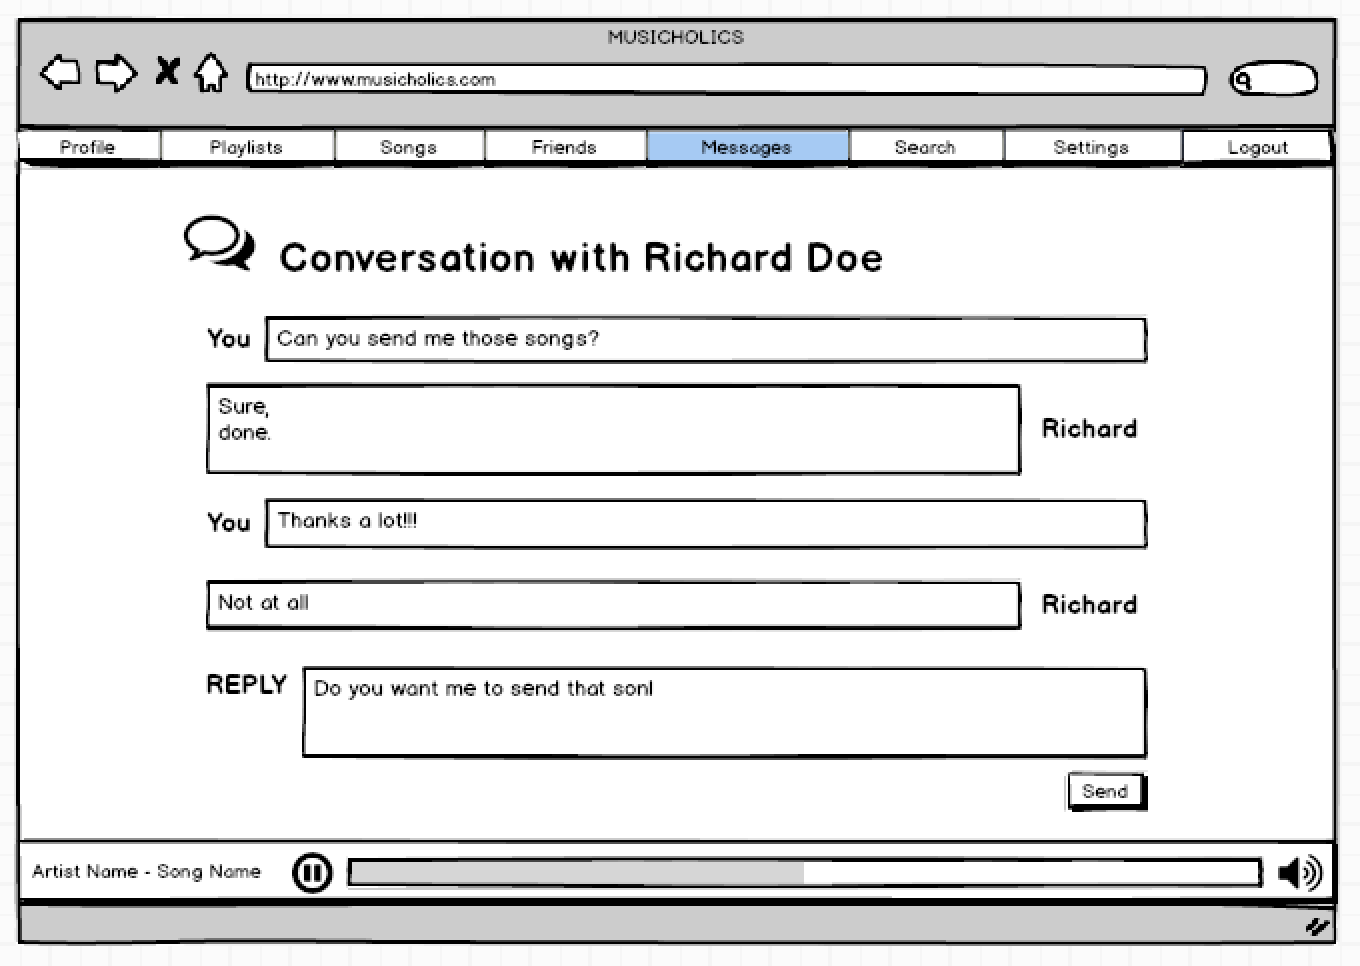 MUSICHOLICS
http://www.musicholics.com
Profile Playlists Songs Friends Messages Search Settings Logout
Conversation with Richard Doe
You Can you send me those songs?
Sure,
done.
Richard
You Thanks a lot!!!
Not at all Richard
REPLY Do you want me to send that sonl
Send
Artist Name - Song Name